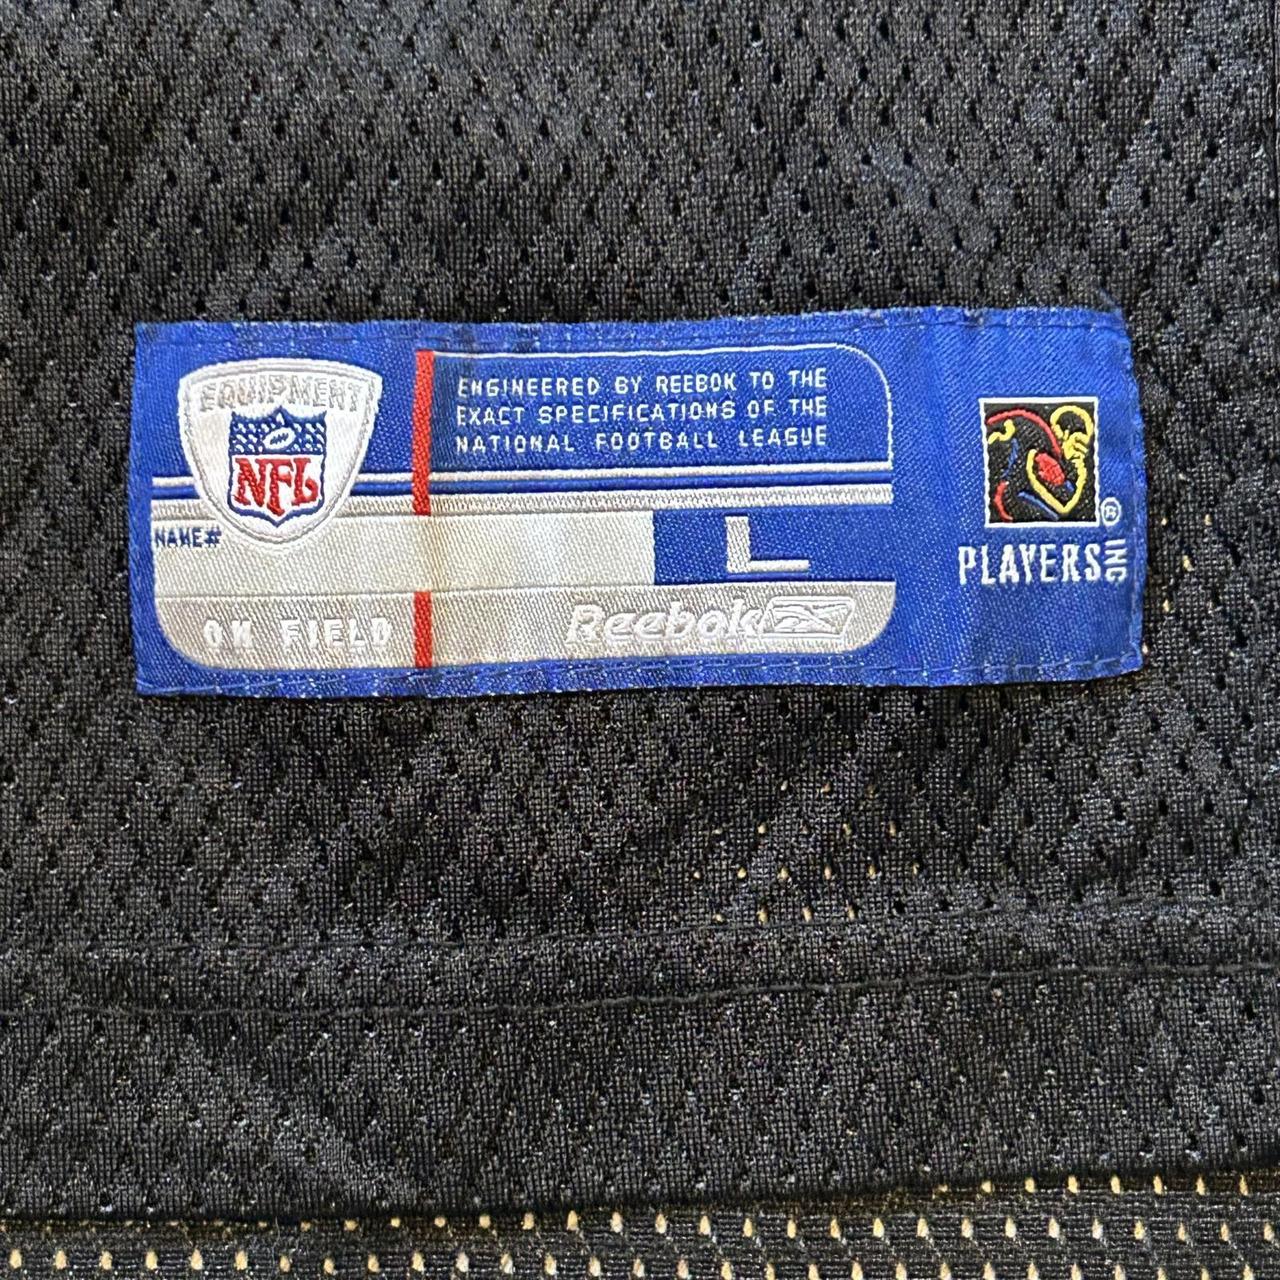 EQUIPMENT
NFL
ENGINEERED BY REEBOK TO THE
EXACT SPECIFICATIONS OF THE
NATIONAL FOOTBALL LEAGUE
NAME#
L
ON FIELD
Reebok
®
PLAYERS INC